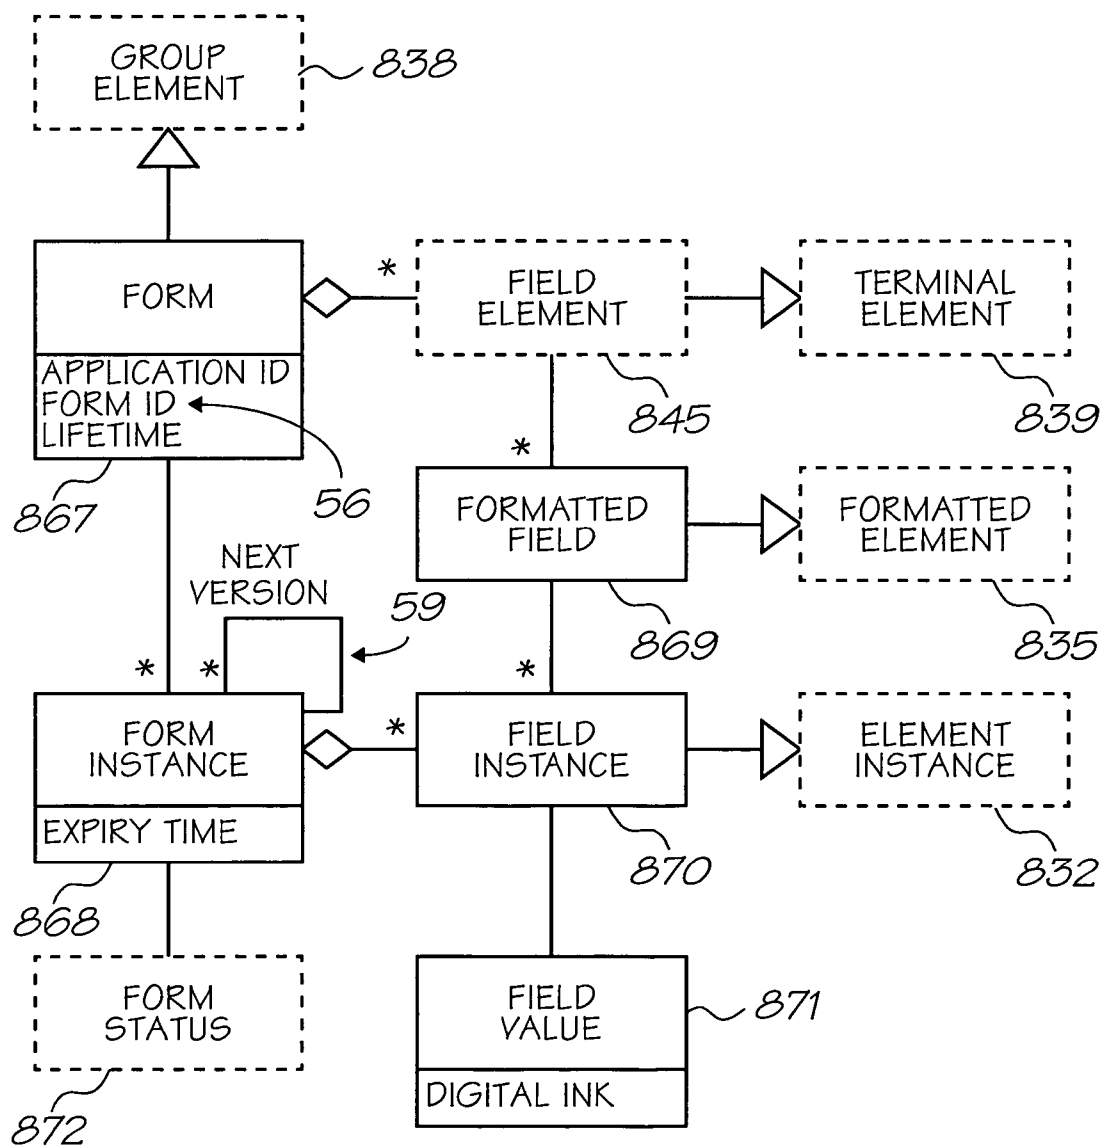 GROUP
ELEMENT
838
FORM
*
FIELD
ELEMENT
TERMINAL
ELEMENT
APPLICATION ID
FORM ID
LIFETIME
845
839
867
56
*
FORMATTED
FIELD
FORMATTED
ELEMENT
NEXT
VERSION
59
869
835
*
*
*
FORM
INSTANCE
*
FIELD
INSTANCE
ELEMENT
INSTANCE
EXPIRY TIME
868
870
832
FORM
STATUS
FIELD
VALUE
871
872
DIGITAL INK